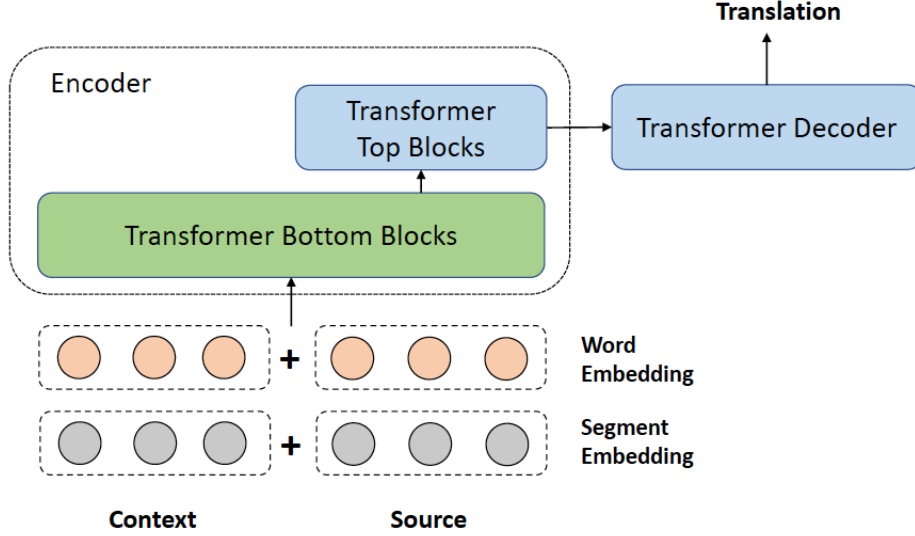 Translation
Encoder
Transformer
Top Blocks
Transformer Decoder
Transformer Bottom Blocks
+
Word
Embedding
+
Segment
Embedding
Context
Source